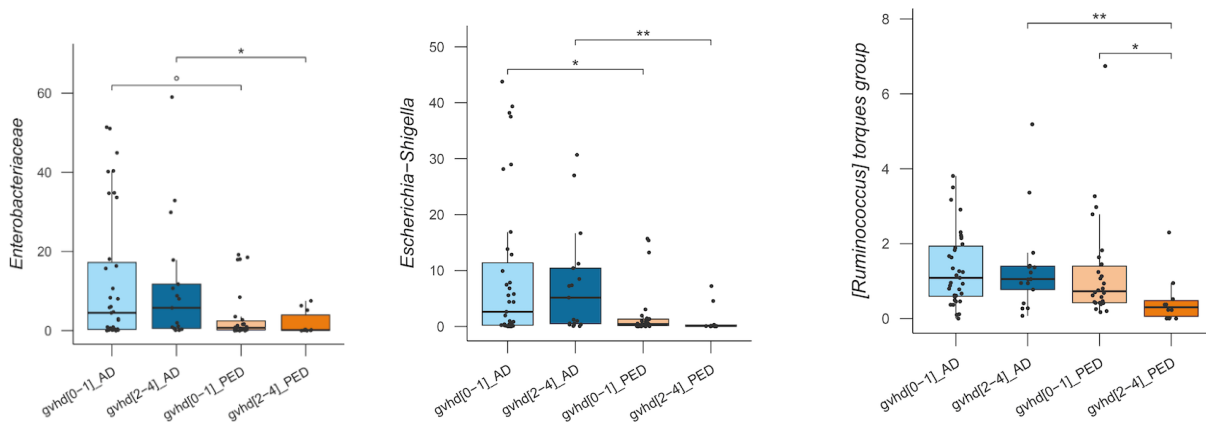 Enterobacteriaceae
60
40
20
0
*
°
gvhd[0−1]_AD
gvhd[2−4]_AD
gvhd[0−1]_PED
gvhd[2−4]_PED
Escherichia−Shigella
50
40
30
20
10
0
**
*
gvhd[0−1]_AD
gvhd[2−4]_AD
gvhd[0−1]_PED
gvhd[2−4]_PED
[Ruminococcus] torques group
8
6
4
2
0
**
*
gvhd[0−1]_AD
gvhd[2−4]_AD
gvhd[0−1]_PED
gvhd[2−4]_PED